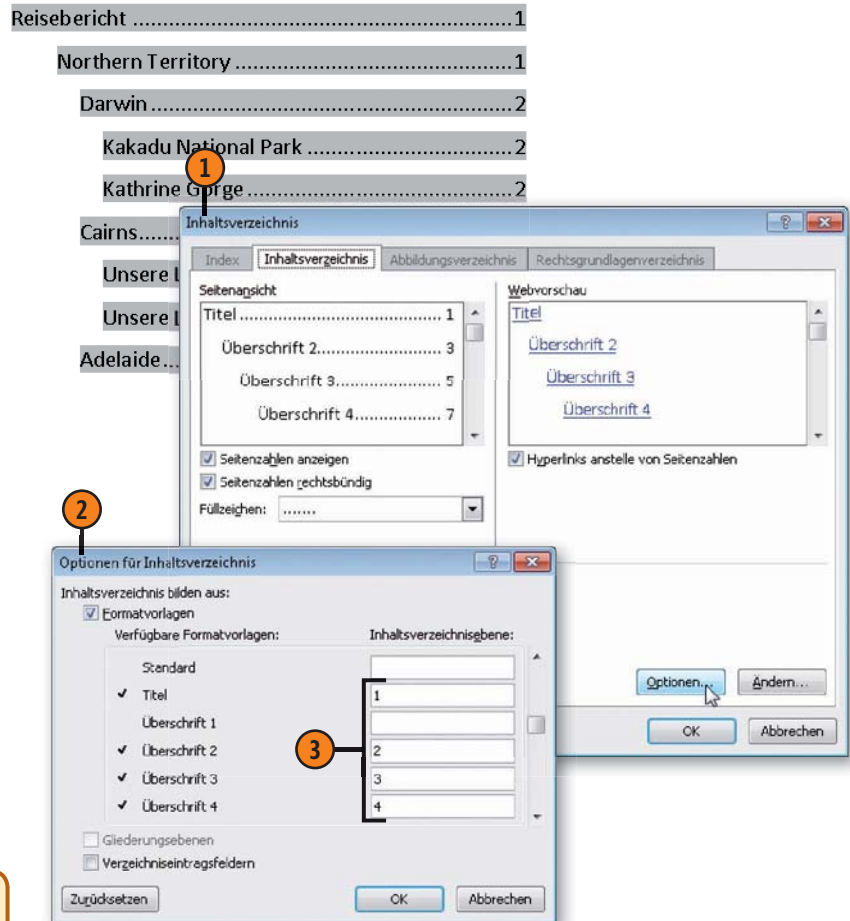 Reisebericht ........................................................1
Northern Territory ...............................................1
Darwin ...........................................................2
Kakadu National Park ....................................2
Kathrine Gorge ............................................2
1
Cairns.......
Unsere
Unsere
Adelaide...
Inhaltsverzeichnis
Index Inhaltsverzeichnis Abbildungsverzeichnis Rechtsgrundlagenverzeichnis
Seitenansicht
Titel ......................................... 1
Überschrift 2......................... 3
Überschrift 3..................... 5
Überschrift 4................. 7
Webvorschau
Titel
Überschrift 2
Überschrift 3
Überschrift 4
Seitenzahlen anzeigen
Seitenzahlen rechtsbündig
Füllzeichen: .......
Hyperlinks anstelle von Seitenzahlen
Optionen... Ändern...
OK Abbrechen
2
Optionen für Inhaltsverzeichnis
Inhaltsverzeichnis bilden aus:
Formatvorlagen
Verfügbare Formatvorlagen: Inhaltsverzeichnisebene:
Standard
Titel 1
Überschrift 1
Überschrift 2 2
Überschrift 3 3
Überschrift 4 4
3
Gliederungsebenen
Verzeichniseintragsfeldern
Zurücksetzen OK Abbrechen